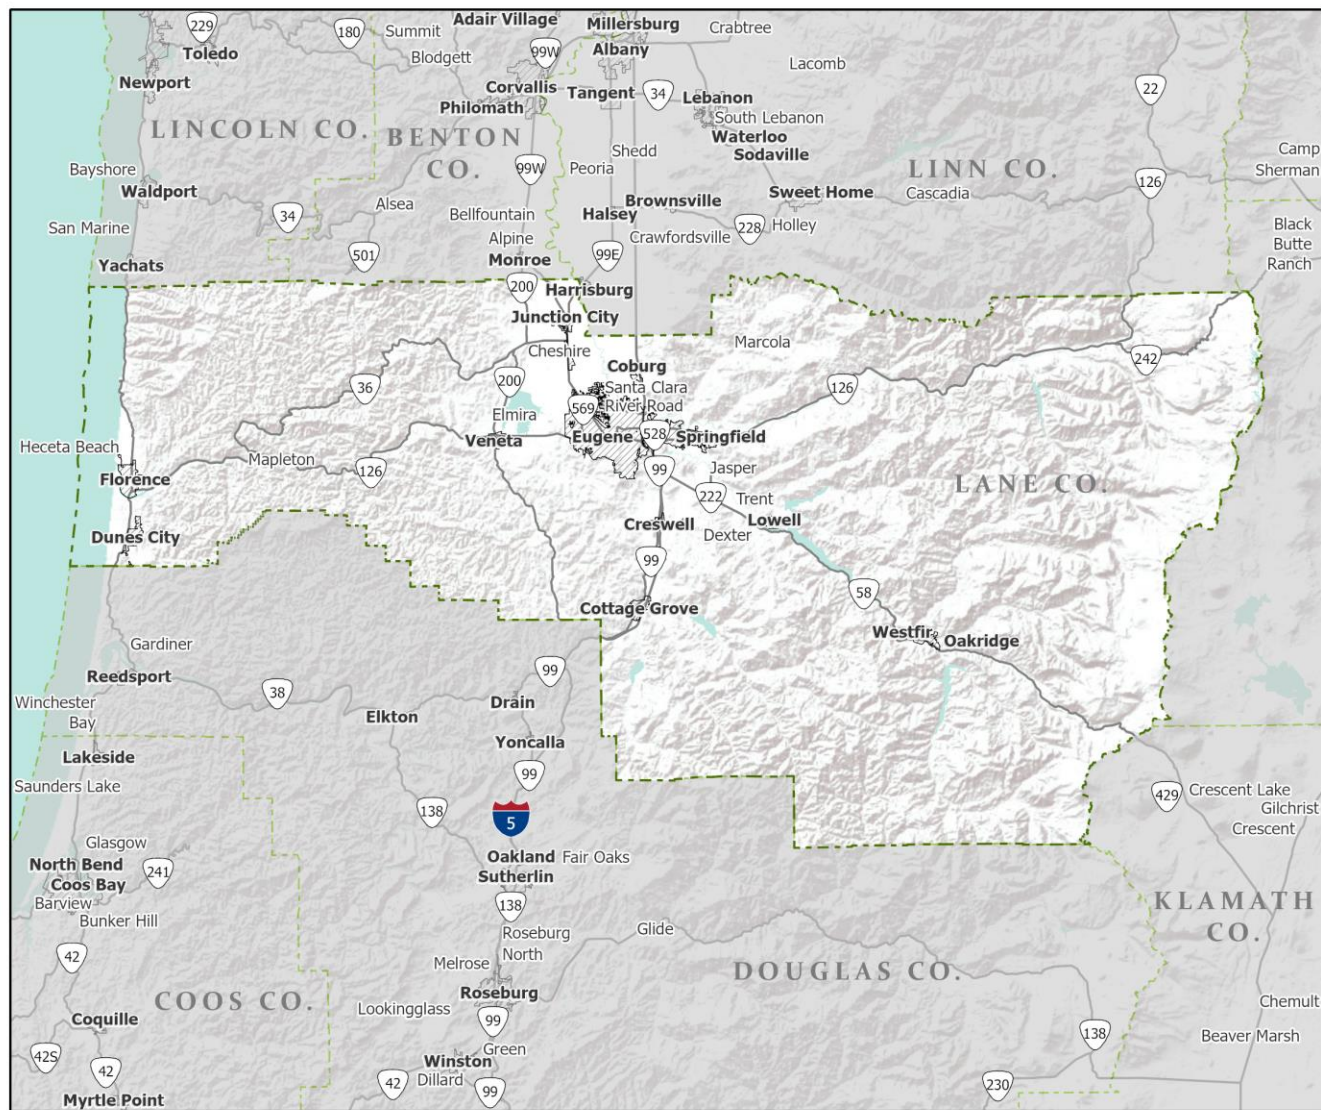 229
180
Summit
Adair Village
Millersburg
Crabtree
Toledo
Blodgett
99W
Albany
Lacomb
Newport
Corvallis
Tangent
34
Lebanon
22
Philomath
South Lebanon
LINCOLN CO.
BENTON
CO.
Waterloo
Sodaville
Shedd
Camp
Sherman
Bayshore
99W
Peoria
LINN CO.
126
Waldport
Alsea
Brownsville
Sweet Home
Cascadia
34
Bellfountain
Halsey
228
Holley
Black
Butte
Ranch
San Marine
Alpine
Crawfordsville
501
99E
Yachats
Monroe
200
Harrisburg
Junction City
Marcola
Cheshire
242
Coburg
36
200
Santa Clara
126
569
River Road
Elmira
Heceta Beach
Veneta
Eugene
528
Springfield
Mapleton
126
99
Jasper
Florence
222
Trent
LANE CO.
Dunes City
Creswell
Lowell
Dexter
99
58
Cottage Grove
Westfir
Oakridge
Gardiner
99
Reedsport
38
Winchester
Bay
Drain
Elkton
Yoncalla
Lakeside
99
Saunders Lake
429
Crescent Lake
138
Gilchrist
5
Crescent
Glasgow
North Bend
241
Oakland
Fair Oaks
Coos Bay
Sutherlin
Barview
138
KLAMATH
CO.
Bunker Hill
Roseburg
North
Glide
42
Melrose
DOUGLAS CO.
COOS CO.
Roseburg
Lookingglass
Chemult
Coquille
99
138
Beaver Marsh
42S
Green
42
Winston
Dillard
42
99
230
Myrtle Point